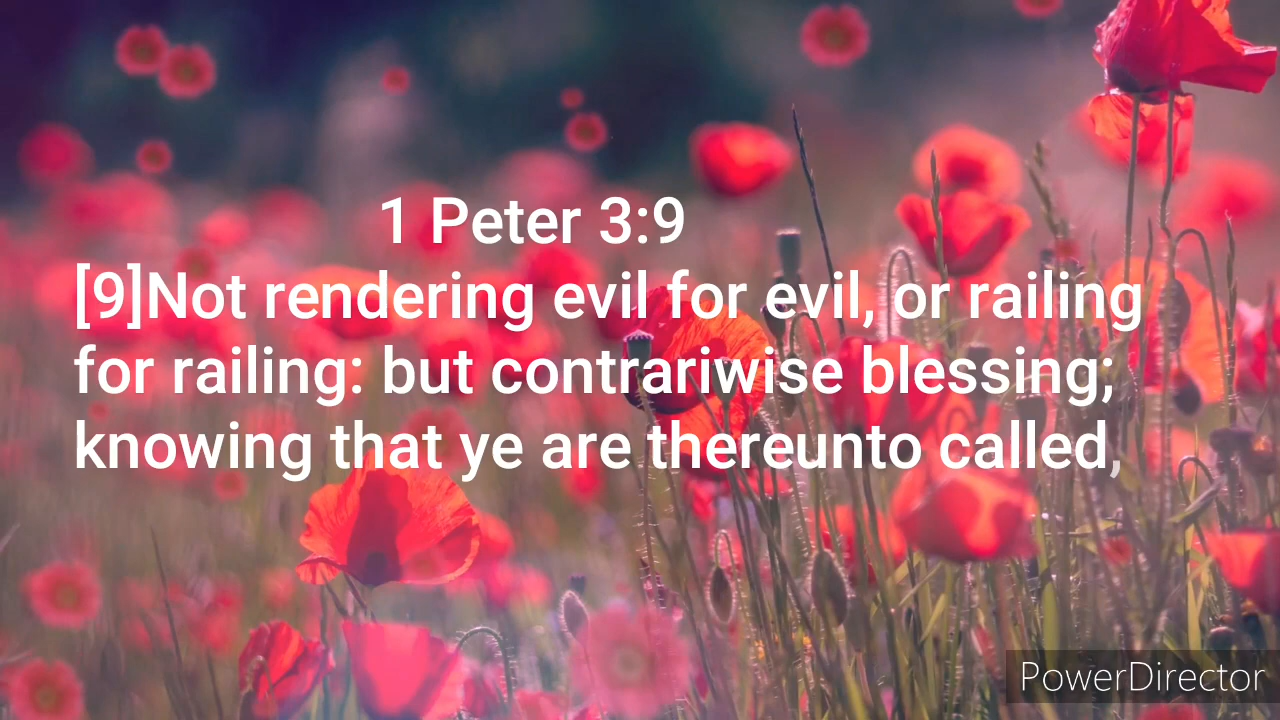 1 Peter 3:9
[9]Not rendering evil for evil, or railing
for railing: but contrariwise blessing;
knowing that ye are thereunto called,
PowerDirector